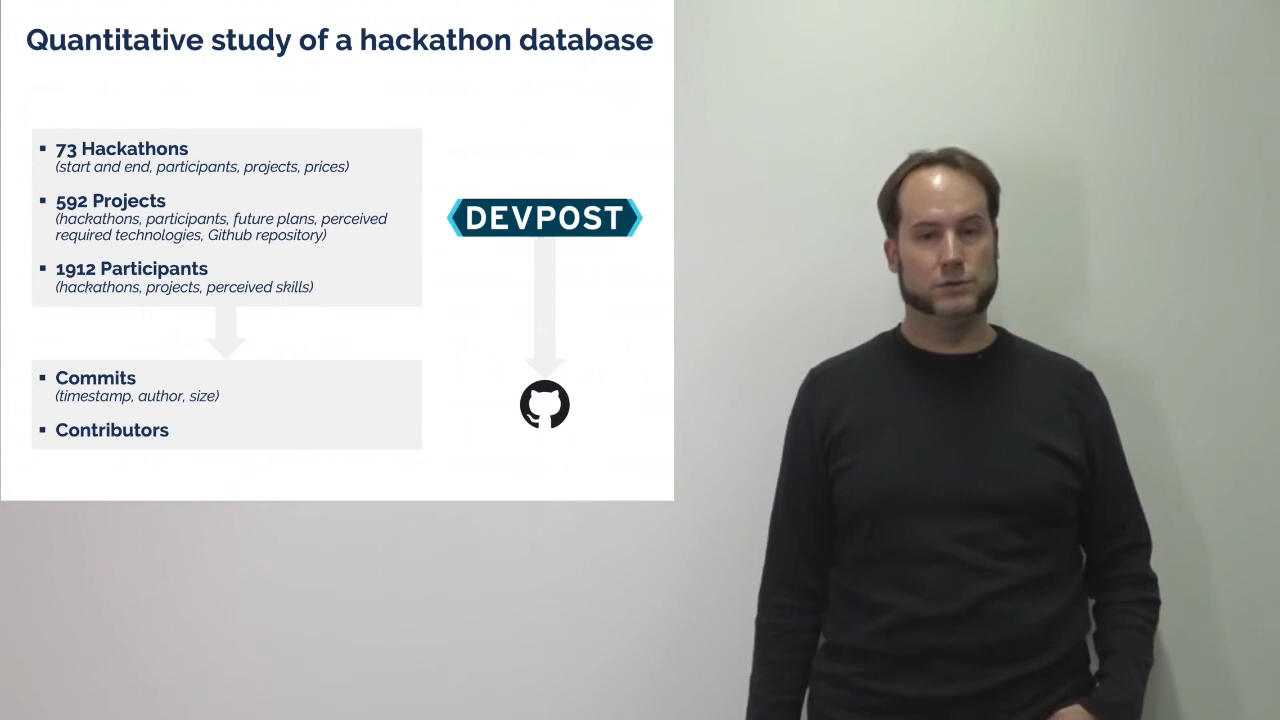 Quantitative study of a hackathon database
▪ 73 Hackathons
(start and end, participants, projects, prices)
▪ 592 Projects
(hackathons, participants, future plans, perceived
required technologies, Github repository)
▪ 1912 Participants
(hackathons, projects, perceived skills)
DEVPOST
▪ Commits
(timestamp, author, size)
▪ Contributors